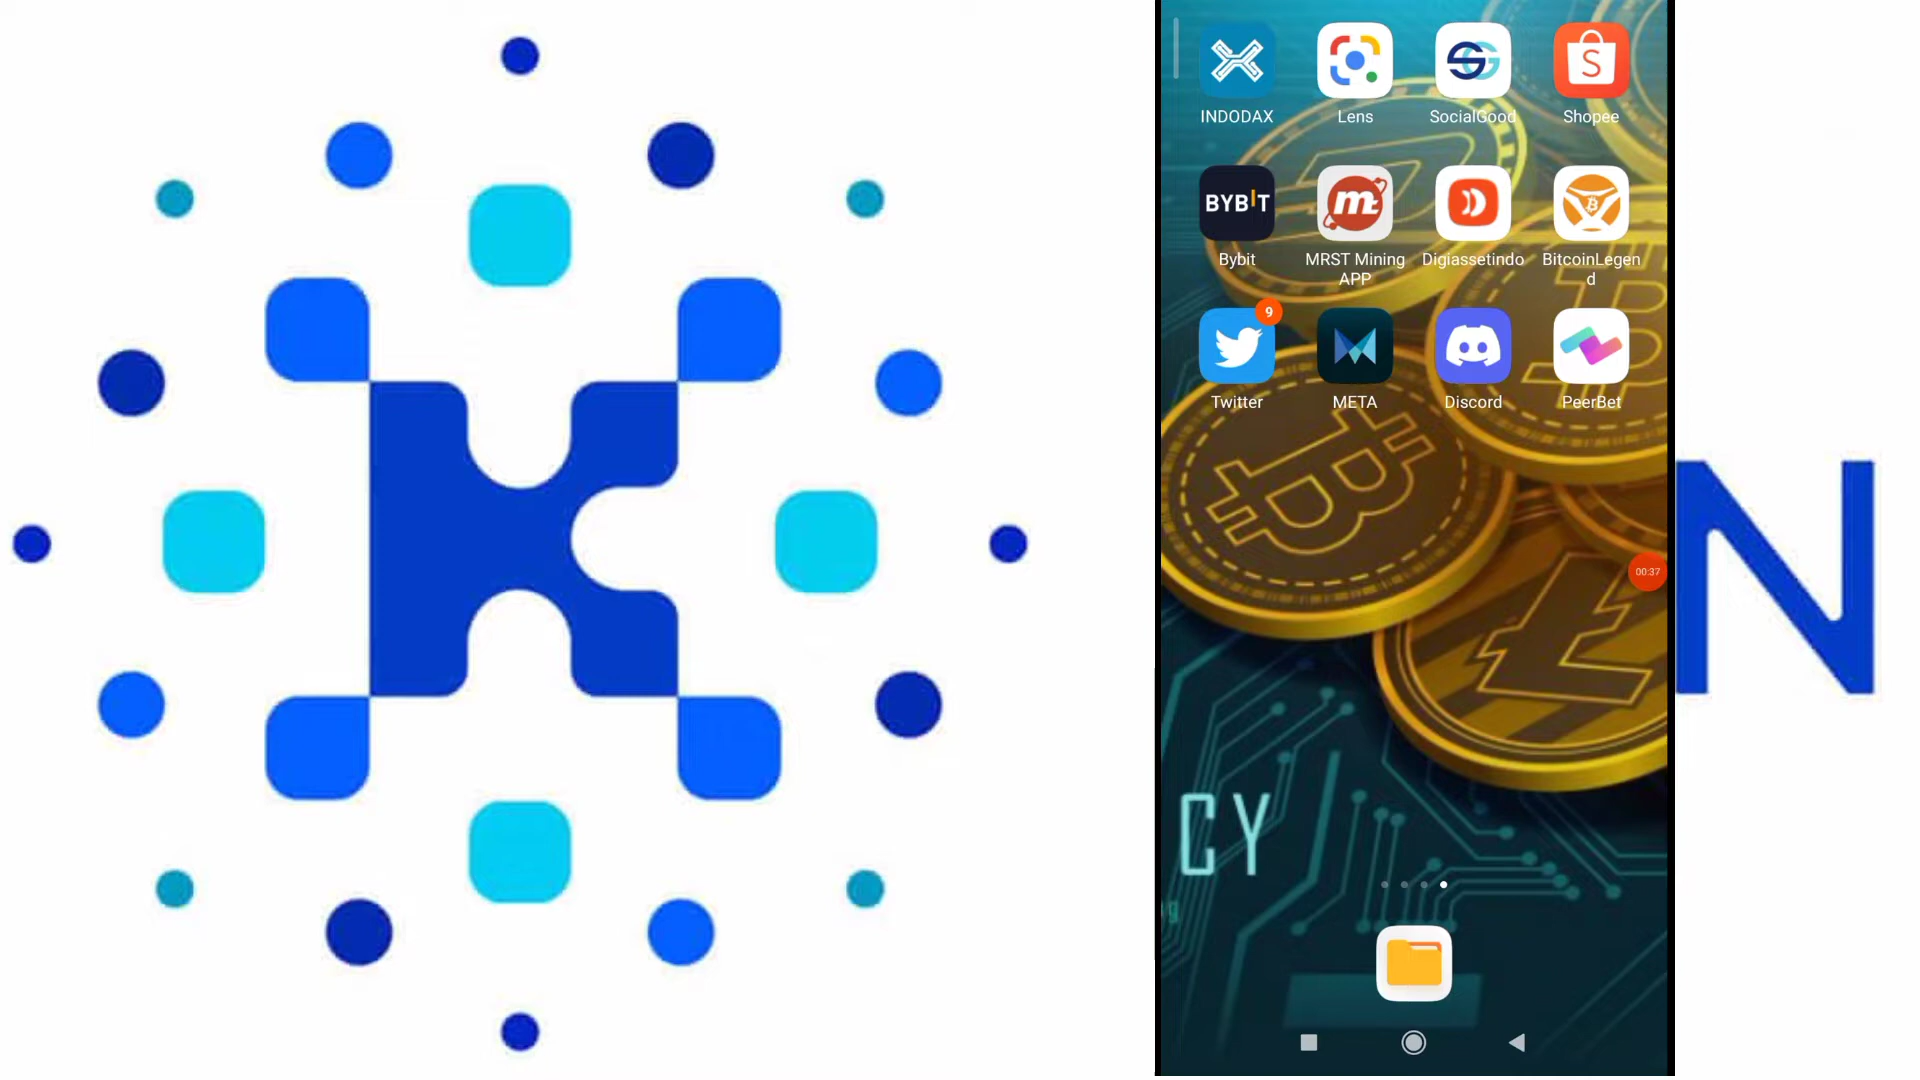 INDODAX
Lens
SocialGood
Shopee
BYBIT
Bybit
MRST Mining
APP
Digiassetindo
BitcoinLegen
d
9
Twitter
META
Discord
PeerBet
00:37
N
CY